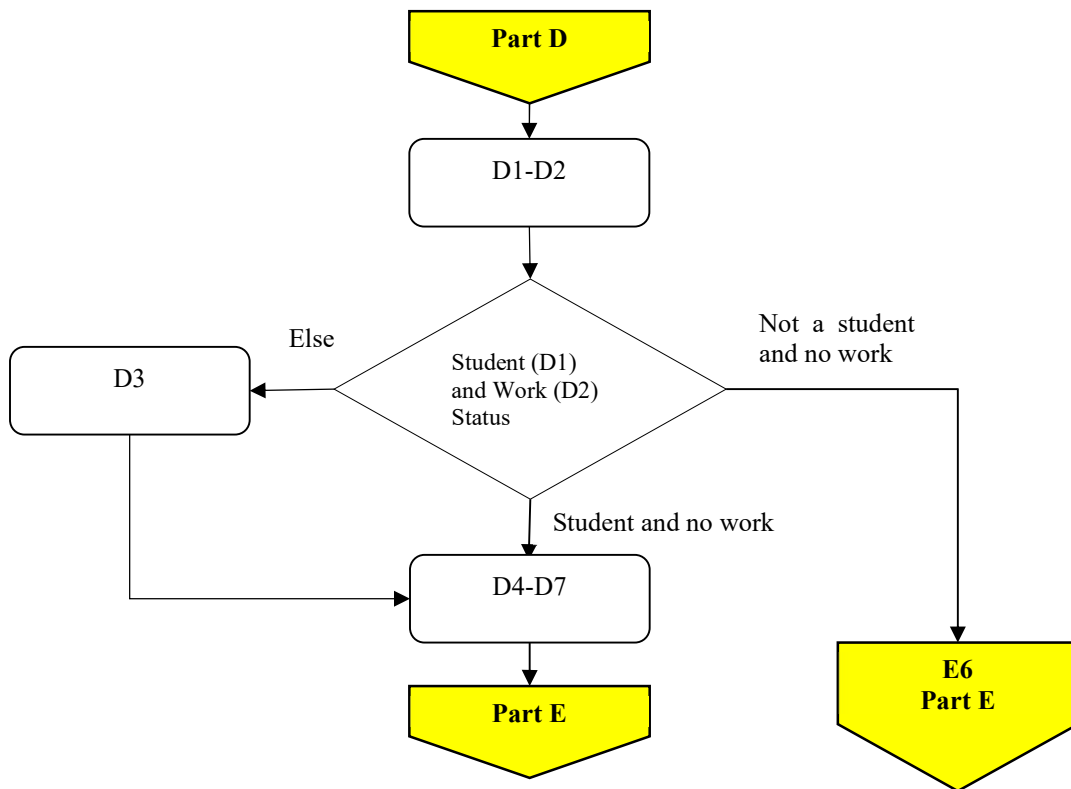 Part D
D1-D2
Not a student
and no work
Else
Student (D1)
and Work (D2)
Status
D3
Student and no work
D4-D7
E6
Part E
Part E